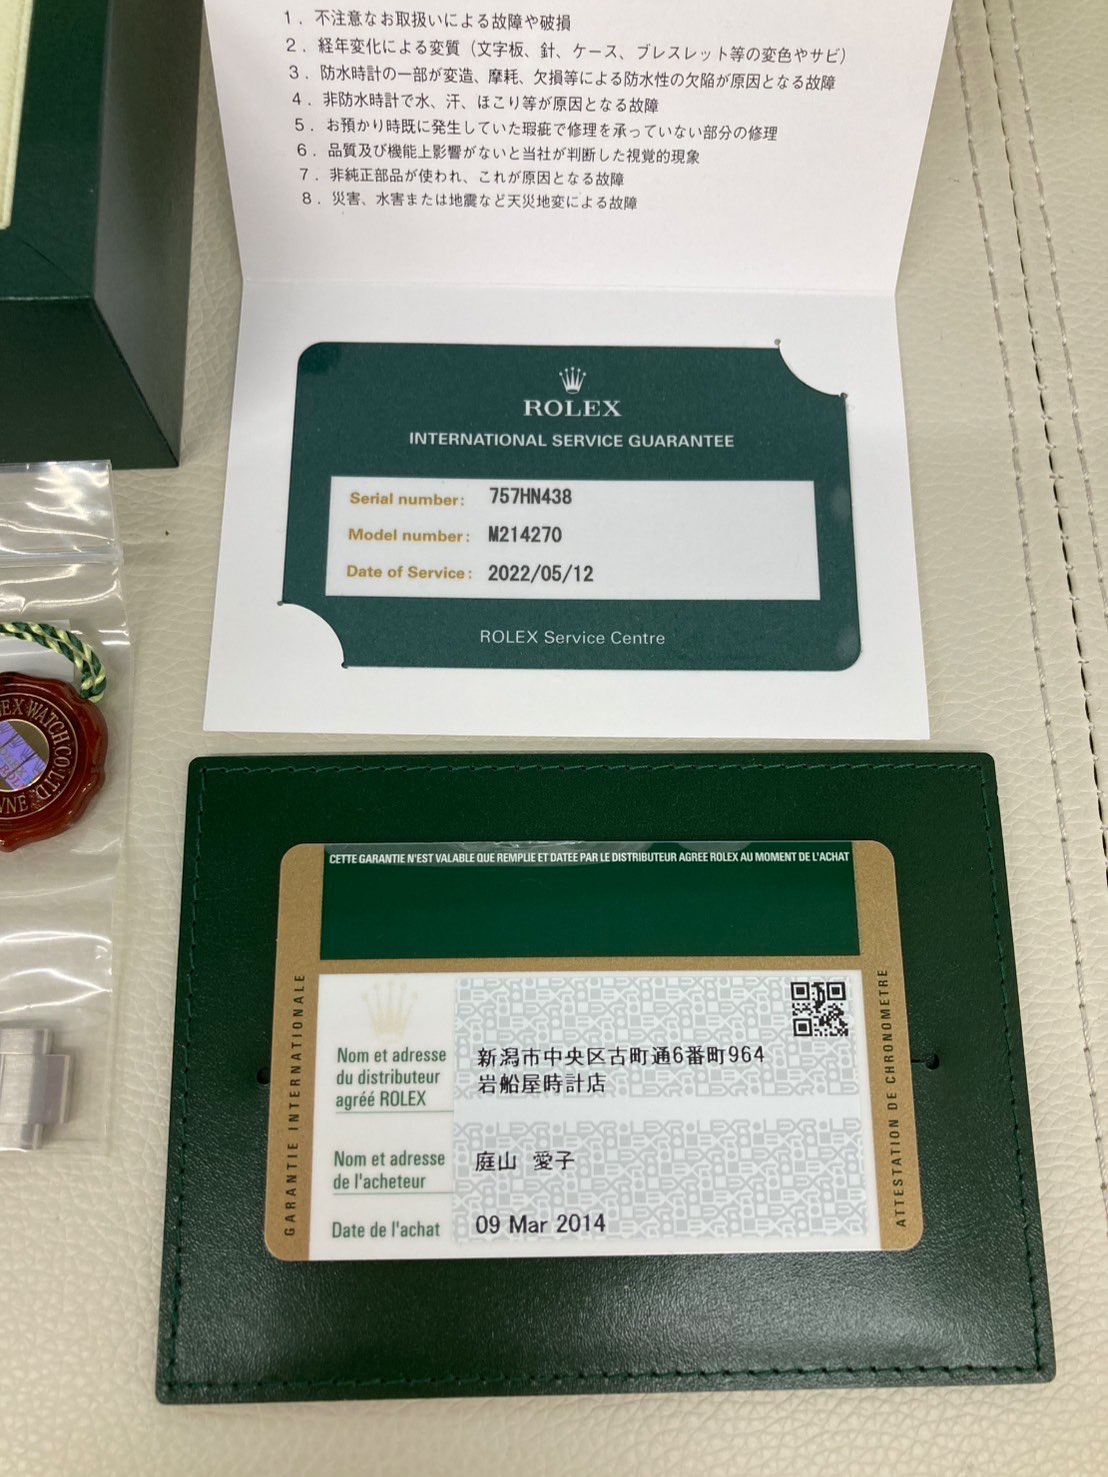 1．不注意なお取扱いによる故障や破損
2．経年変化による変質（文字板、針、ケース、ブレスレット等の変色やサビ）
3．防水時計の一部が変造、摩耗、欠損等による防水性の欠陥が原因となる故障
4．非防水時計で水、汗、ほこり等が原因となる故障
5．お預かり時既に発生していた瑕疵で修理を承っていない部分の修理
6．品質及び機能上影響がないと当社が判断した視覚的現象
7．非純正部品が使われ、これが原因となる故障
8．災害、水害または地震など天災地変による故障
ROLEX
INTERNATIONAL SERVICE GUARANTEE
Serial number: 757HN438
Model number: M214270
Date of Service: 2022/05/12
ROLEX Service Centre
EX WATCH CO LTD
CETTE GARANTIE N'EST VALABLE QUE REMPLIE ET DATEE PAR LE DISTRIBUTEUR AGREE ROLEX AU MOMENT DE L'ACHAT
GARANTIE INTERNATIONALE
Nom et adresse
du distributeur
agréé ROLEX
新潟市中央区古町通6番町964
岩船屋時計店
Nom et adresse
de l'acheteur
庭山 愛子
Date de l'achat
09 Mar 2014
ATTESTATION DE CHRONOMETRE